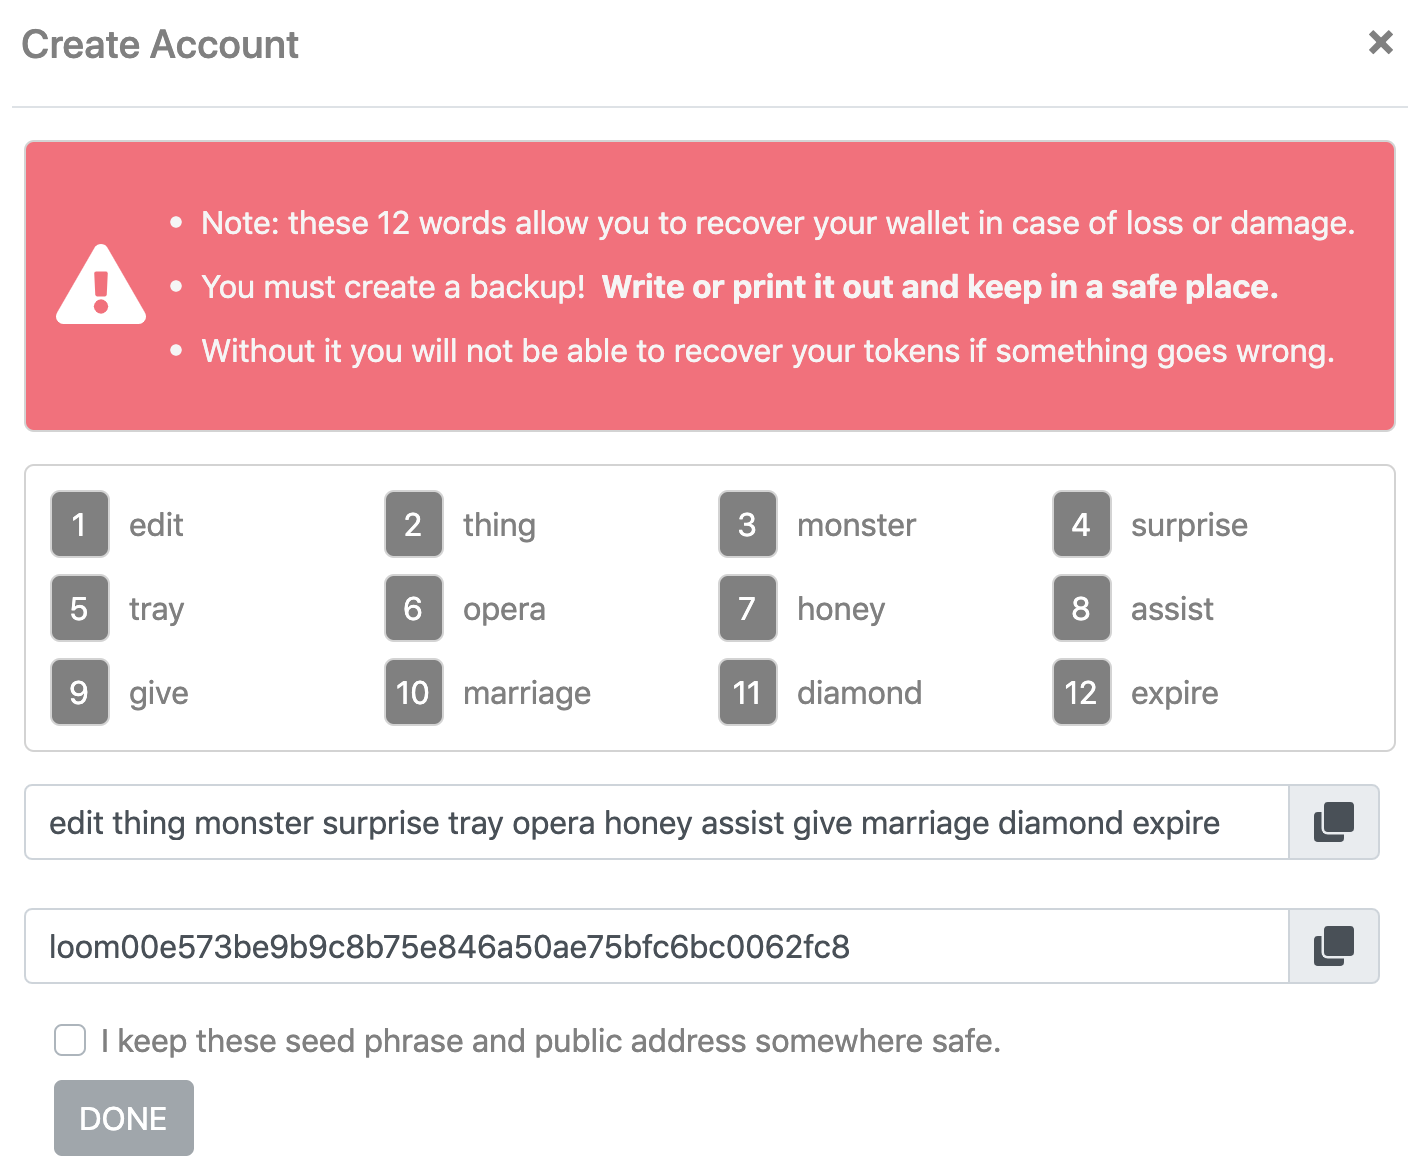 Create Account
Note: these 12 words allow you to recover your wallet in case of loss or damage.
You must create a backup! Write or print it out and keep in a safe place.
Without it you will not be able to recover your tokens if something goes wrong.
1 edit 2 thing 3 monster 4 surprise
5 tray 6 opera 7 honey 8 assist
9 give 10 marriage 11 diamond 12 expire
edit thing monster surprise tray opera honey assist give marriage diamond expire
loom00e573be9b9c8b75e846a50ae75bfc6bc0062fc8
I keep these seed phrase and public address somewhere safe.
DONE